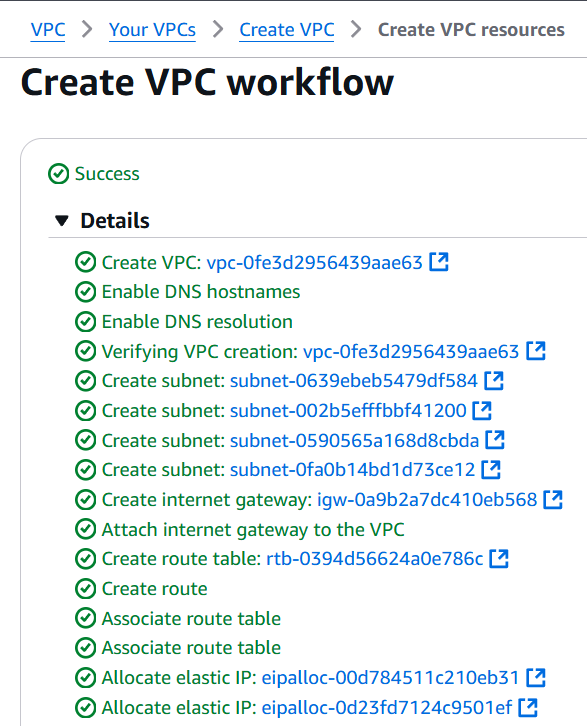 VPC > Your VPCs > Create VPC > Create VPC resources
Create VPC workflow
Success
Details
Create VPC: vpc-0fe3d2956439aae63
Enable DNS hostnames
Enable DNS resolution
Verifying VPC creation: vpc-0fe3d2956439aae63
Create subnet: subnet-0639ebeb5479df584
Create subnet: subnet-002b5efffbbf41200
Create subnet: subnet-0590565a168d8cbda
Create subnet: subnet-0fa0b14bd1d73ce12
Create internet gateway: igw-0a9b2a7dc410eb568
Attach internet gateway to the VPC
Create route table: rtb-0394d56624a0e786c
Create route
Associate route table
Associate route table
Allocate elastic IP: eipalloc-00d784511c210eb31
Allocate elastic IP: eipalloc-0d23fd7124c9501ef